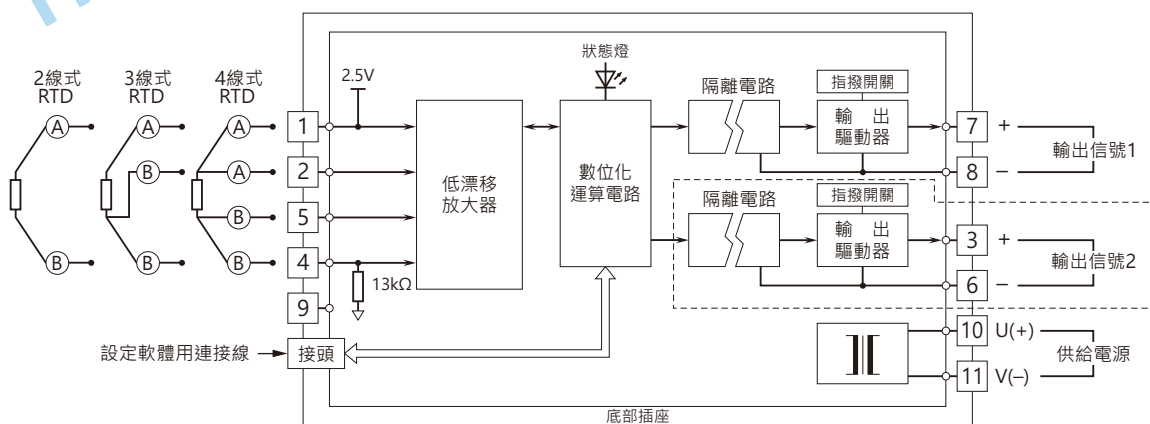 2線式
RTD
3線式
RTD
4線式
RTD
A
B
A
B
B
A
A
B
B
1
2
5
4
9
2.5V
13kΩ
低漂移
放大器
狀態燈
數位化
運算電路
隔離電路
指撥開關
輸 出
驅動器
隔離電路
指撥開關
輸 出
驅動器
7 +
8 –
輸出信號1
3 +
6 –
輸出信號2
10 U(+)
11 V(–)
供給電源
設定軟體用連接線
接頭
底部插座